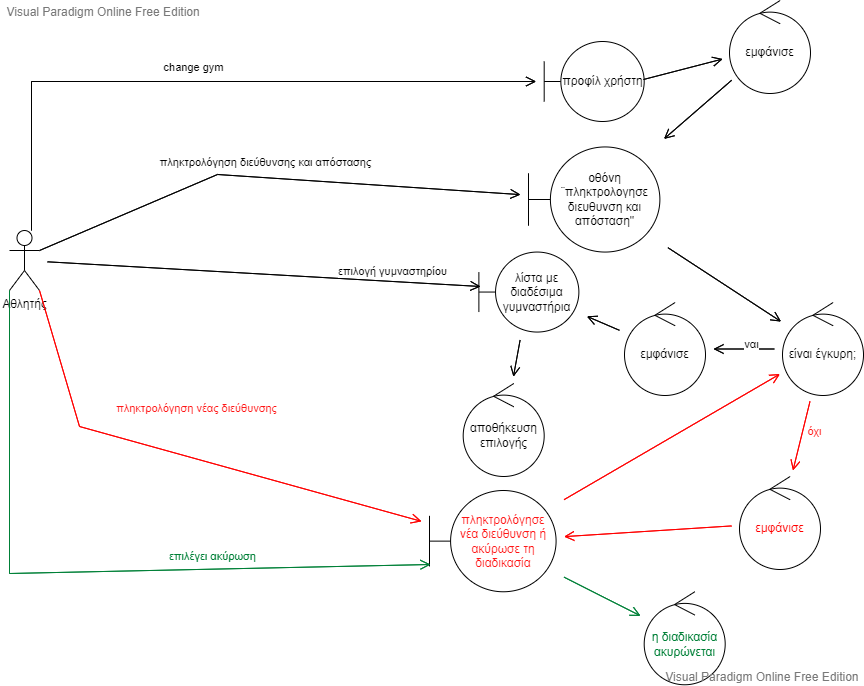 Visual Paradigm Online Free Edition
change gym
προφίλ χρήστη
εμφάνισε
πληκτρολόγηση διεύθυνσης και απόστασης
οθόνη
¨πληκτρολογησε
διευθυνση και
απόσταση"
Αθλητής
επιλογή γυμναστηρίου
λίστα με
διαδέσιμα
γυμναστήρια
εμφάνισε
ναι
είναι έγκυρη;
αποθήκευση
επιλογής
πληκτρολόγηση νέας διεύθυνσης
όχι
πληκτρολόγησε
νέα διεύθυνση ή
ακύρωσε τη
διαδικασία
εμφάνισε
επιλέγει ακύρωση
η διαδικασία
ακυρώνεται
Visual Paradigm Online Free Edition